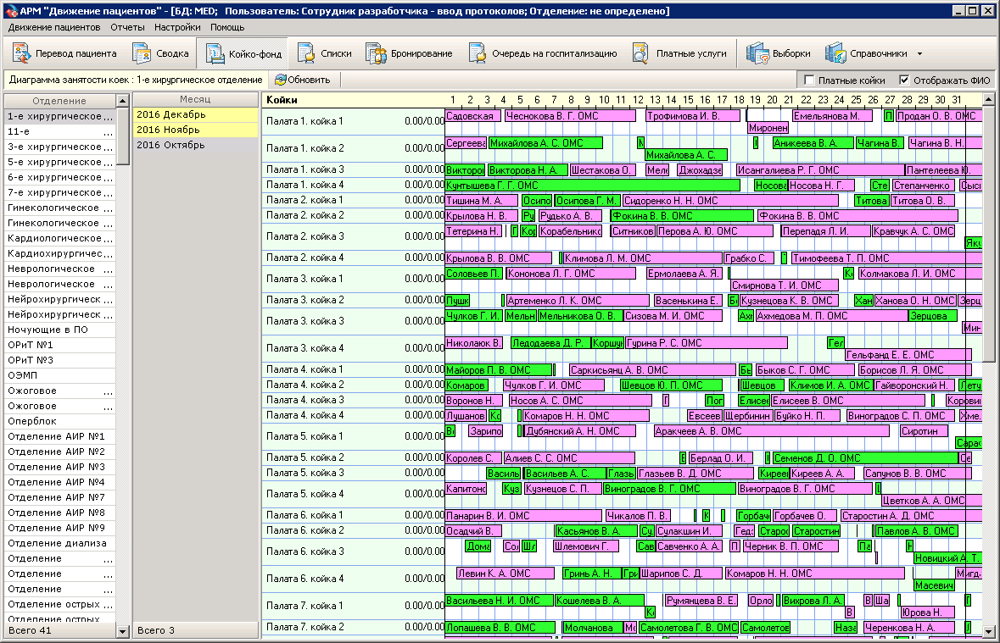 АРМ "Движение пациентов" - [БД: MED; Пользователь: Сотрудник разработчика - ввод протоколов; Отделение: не определено]
Движение пациентов Отчеты Настройки Помощь
Перевод пациента Сводка Койко-фонд Списки Бронирование Очередь на госпитализацию Платные услуги Выборки Справочники
Диаграмма занятости коек : 1-е хирургическое отделение Обновить Платные койки Отображать ФИО
Отделение
1-е хирургическое...
11-е ...
3-е хирургическое...
5-е хирургическое...
6-е хирургическое...
7-е хирургическое...
Гинекологическое ...
Гнойно-септическое ...
Кардиологическое ...
Кардиохирургичес...
Неврологическое ...
Неврологическое ...
Нейрохирургическ...
Нейрохирургическ...
Ночующие в ПО
ОРиТ №1
ОРиТ №3
ОЭМП
Ожоговое ...
Ожоговое ...
Оперблок
Отделение АИР №1
Отделение АИР №2
Отделение АИР №3
Отделение АИР №4
Отделение АИР №7
Отделение АИР №8
Отделение АИР №9
Отделение диализа
Отделение ...
Отделение ...
Отделение ...
Отделение острых ...
Отделение острых
Всего 41
Месяц
2016 Декабрь
2016 Ноябрь
2016 Октябрь
Всего 3
Койки 1 2 3 4 5 6 7 8 9 10 11 12 13 14 15 16 17 18 19 20 21 22 23 24 25 26 27 28 29 30 31
Палата 1. койка 1 0.00/0.00 Садовская Чеснокова В. Г. ОМС Трофимова И. В. Емельянова М. П Продан О. В. ОМС
Миронен
Палата 1. койка 2 0.00/0.00 Сергеева Михайлова А. С. ОМС Аникеева В. А. Чагина В. Чагина В. Н.
Михайлова А. С.
Палата 1. койка 3 0.00/0.00 Викторо Викторова Н. А. Шестакова О. Меле Джохадзе Исангалиева Р. Г. ОМС Пантелеева Ю.
Палата 1. койка 4 0.00/0.00 Кунтышева Г. Г. ОМС Носова Носова Н. Г. Сте Степанченко Сыс
Палата 2. койка 1 0.00/0.00 Тишина М. А. Осипо Осипова Г. М. Сидоренко Н. Н. ОМС Титова Титова О. В.
Палата 2. койка 2 0.00/0.00 Крылова Н. В. Ру Рудько А. В. Фокина В. В. ОМС Фокина В. В. ОМС
Палата 2. койка 3 0.00/0.00 Тетерина Н. Г Кор Корабельнико Ситников Перова А. Ю. ОМС Перепадя Л. И. Кравчук А. С. ОМС
Яку
Палата 2. койка 4 0.00/0.00 Крылова В. В. ОМС Климова Л. М. ОМС Грабко С. Тимофеева Т. П. ОМС
Палата 3. койка 1 0.00/0.00 Соловьев П. Кононова Л. Г. ОМС Ермолаева А. Я. Колмакова Л. И. ОМС
Смирнова Т. И. ОМС
Палата 3. койка 2 0.00/0.00 Пушк Артеменко Л. К. ОМС Васенькина Е. Кузнецова К. В. ОМС Хан Ханова О. Н. ОМС Зерц
Палата 3. койка 3 0.00/0.00 Чулков Г. И. Мельн Мельникова О. В. Сизова М. И. ОМС Ахм Ахмедова М. П. ОМС Зерцова
Мин
Палата 3. койка 4 0.00/0.00 Николаюк В. Ледодаева Д. Р. Коршун Гурина Р. С. ОМС Гел
Гельфанд Е. Е. ОМС
Палата 4. койка 1 0.00/0.00 Майоров П. В. ОМС Саркисьянц А. В. ОМС Бы Быков С. Г. ОМС Борисов Л. Я. ОМС
Палата 4. койка 2 0.00/0.00 Комаров Чулков Г. И. ОМС Шевцов Ю. П. ОМС Шевцов Климов И. А. ОМС Гайворонский Н. Лету
Палата 4. койка 3 0.00/0.00 Воронов Н. Носов А. С. ОМС Г Пог Елисее Елисеев В. ОМС Корови
Палата 4. койка 4 0.00/0.00 Лушанов Ко Комаров Н. Н. ОМС Евсеев Щербинин Буйко Н. П. Виноградов С. П. ОМС Хме
Палата 5. койка 1 0.00/0.00 Зарипо Дубянский А. Н. ОМС Аракчеев А. В. ОМС Сиротин
Сарас
Палата 5. койка 2 0.00/0.00 Королев С. Алиев С. С. ОМС Берлад О. И. Семенов Д. О. ОМС
Палата 5. койка 3 0.00/0.00 Василь Васильев А. С. Глазь Глазьев В. Д. ОМС Киреев Киреев А. А. Сапунов В. В. ОМС
Палата 5. койка 4 0.00/0.00 Капитоно Куз Кузнецов С. П. Виноградов В. Г. ОМС Виноградов В. Г. ОМС
Цветков А. А. ОМС
Палата 6. койка 1 0.00/0.00 Панарин В. И. ОМС Чикалов П. В. К Горбаче Горбачев О. Старостин А. Д. ОМС
Палата 6. койка 2 0.00/0.00 Осадчий В. Касьянов В. А. Су Сулакшин И. Гедз Старос Старостин Павлов А. В. ОМС
Палата 6. койка 3 0.00/0.00 Дома Сол Шл Шлемович Г. Сав Савченко А. А. П Черник В. П. ОМС Па
Новицкий А. Т.
Палата 6. койка 4 0.00/0.00 Левин К. А. ОМС Гринь А. Н. Гри Шарипов С. Д. Комаров Н. Н. ОМС Мигд
Масевич
Палата 7. койка 1 0.00/0.00 Васильева Н. И. ОМС Кошелева В. А. Румянцева В. Е. Орло Вихрова Л. А. В Ша
Ки В Юрова Н.
Палата 7. койка 2 0.00/0.00 Лопашева В. В. ОМС Молчанова Мо Самолетова Г. В. ОМС Самолетов Наза Черенкова Н. А.